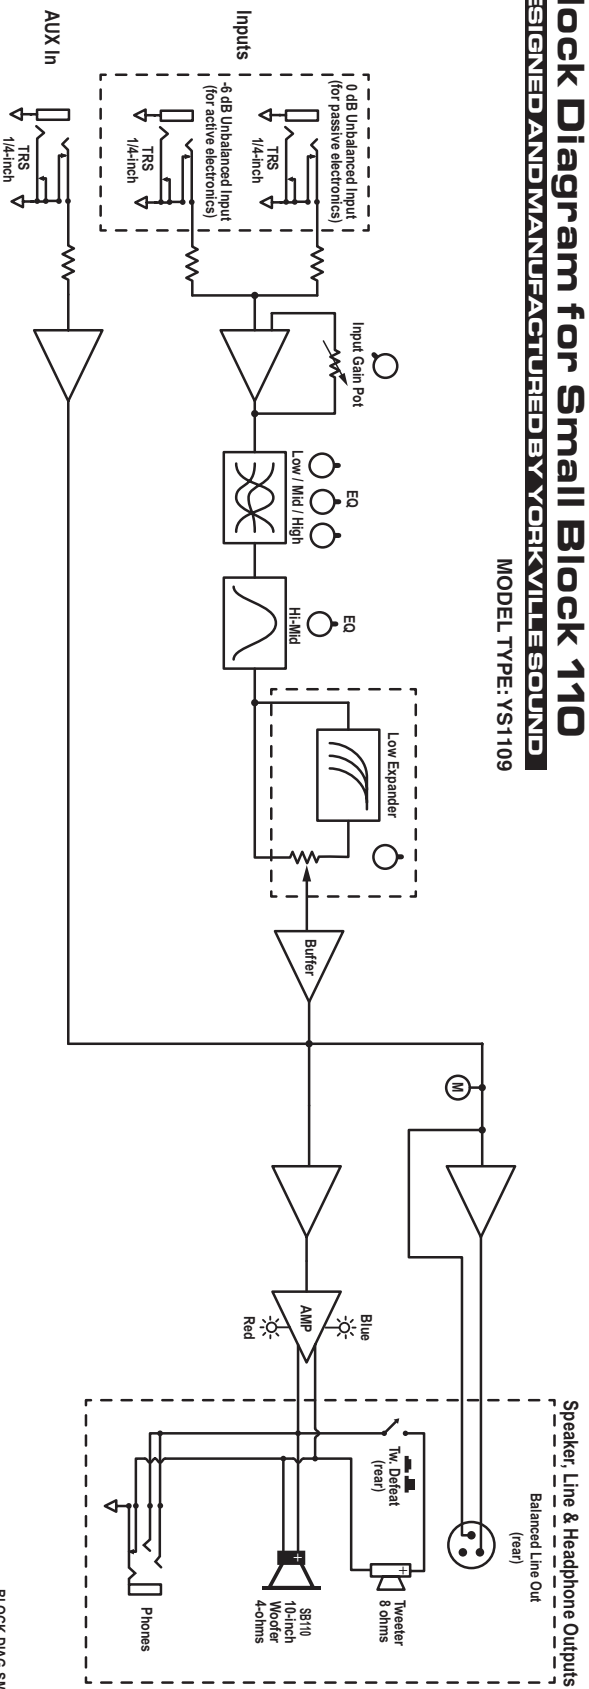 lock Diagram for Small Block 110
ESIGNED AND MANUFACTURED BY YORKVILLE SOUND
MODEL TYPE: YS1109
Inputs
0 dB Unbalanced Input
(for passive electronics)
TRS
1/4-inch
-6 dB Unbalanced Input
(for active electronics)
TRS
1/4-inch
AUX In
TRS
1/4-inch
Input Gain Pot
EQ
Low / Mid / High
EQ
Hi-Mid
Low Expander
Buffer
M
AMP
Blue
Red
Speaker, Line & Headphone Outputs
Balanced Line Out
(rear)
Tw. Defeat
(rear)
+
Tweeter
8 ohms
+
SB110
10-inch
Woofer
4-ohms
Phones